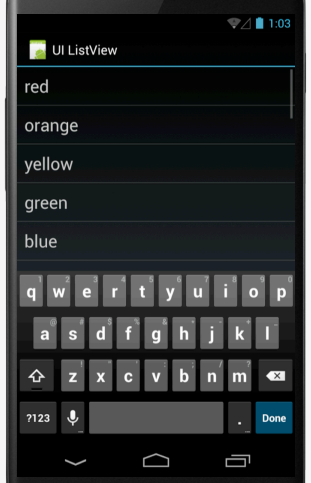 1:03
UI ListView
red
orange
yellow
green
blue
q w e r t y u i o p
a s d f g h j k l
z x c v b n m
?123 . Done